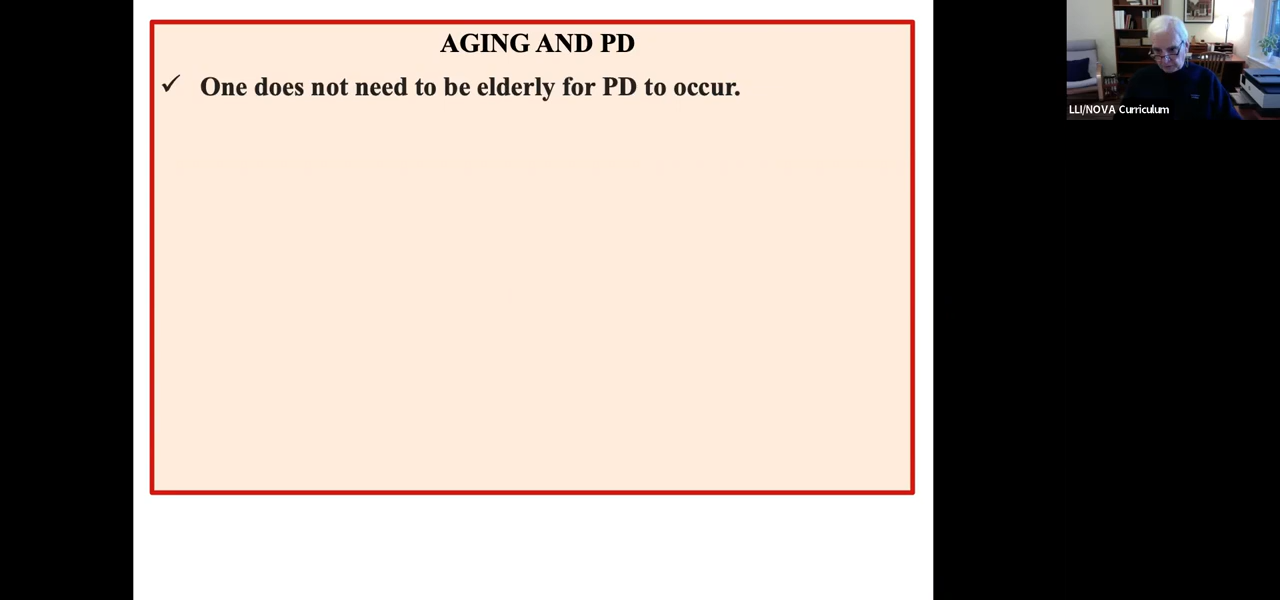 AGING AND PD
✓ One does not need to be elderly for PD to occur.
LLI/NOVA Curriculum